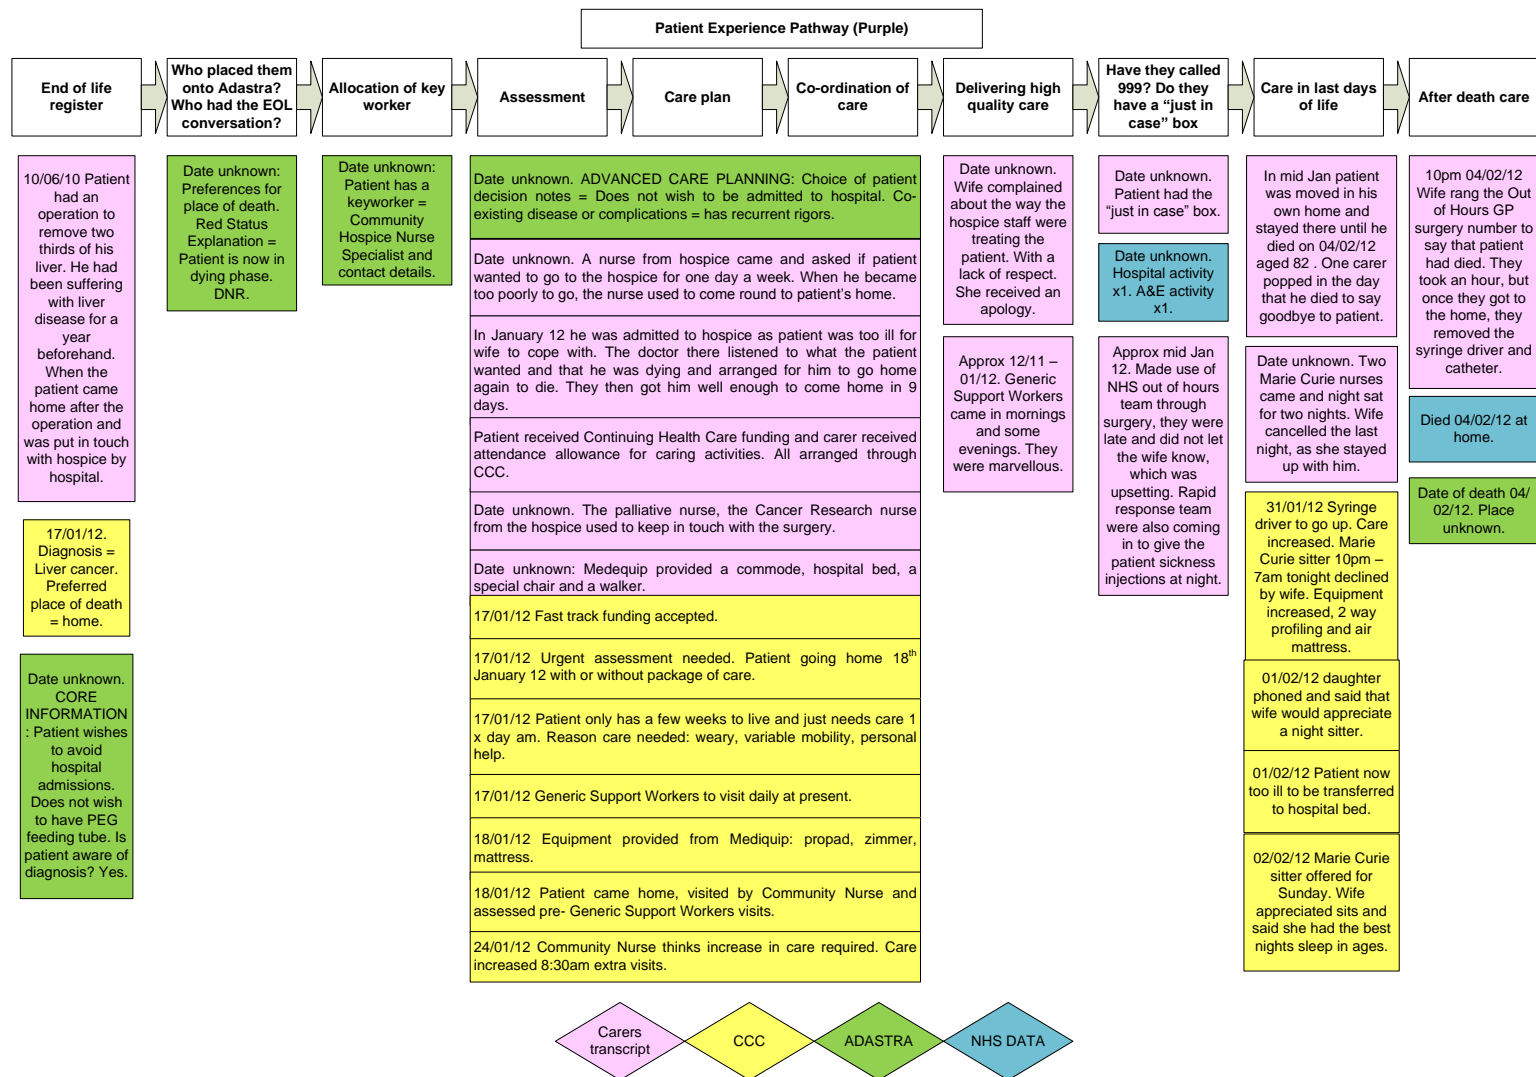 Patient Experience Pathway (Purple)
End of life
register
Who placed them
onto Adastra?
Who had the EOL
conversation?
Allocation of key
worker
Assessment
Care plan
Co-ordination of
care
Delivering high
quality care
Have they called
999? Do they
have a “just in
case” box
Care in last days
of life
After death care
10/06/10 Patient
had an
operation to
remove two
thirds of his
liver. He had
been suffering
with liver
disease for a
year
beforehand.
When the
patient came
home after the
operation and
was put in touch
with hospice by
hospital.
17/01/12.
Diagnosis =
Liver cancer.
Preferred
place of death
= home.
Date unknown.
CORE
INFORMATION
: Patient wishes
to avoid
hospital
admissions.
Does not wish
to have PEG
feeding tube. Is
patient aware of
diagnosis? Yes.
Date unknown:
Preferences for
place of death.
Red Status
Explanation =
Patient is now in
dying phase.
DNR.
Date unknown:
Patient has a
keyworker =
Community
Hospice Nurse
Specialist and
contact details.
Date unknown. ADVANCED CARE PLANNING: Choice of patient
decision notes = Does not wish to be admitted to hospital. Co-
existing disease or complications = has recurrent rigors.
Date unknown. A nurse from hospice came and asked if patient
wanted to go to the hospice for one day a week. When he became
too poorly to go, the nurse used to come round to patient’s home.
In January 12 he was admitted to hospice as patient was too ill for
wife to cope with. The doctor there listened to what the patient
wanted and that he was dying and arranged for him to go home
again to die. They then got him well enough to come home in 9
days.
Patient received Continuing Health Care funding and carer received
attendance allowance for caring activities. All arranged through
CCC.
Date unknown. The palliative nurse, the Cancer Research nurse
from the hospice used to keep in touch with the surgery.
Date unknown: Medequip provided a commode, hospital bed, a
special chair and a walker.
17/01/12 Fast track funding accepted.
17/01/12 Urgent assessment needed. Patient going home 18th
January 12 with or without package of care.
17/01/12 Patient only has a few weeks to live and just needs care 1
x day am. Reason care needed: weary, variable mobility, personal
help.
17/01/12 Generic Support Workers to visit daily at present.
18/01/12 Equipment provided from Mediquip: propad, zimmer,
mattress.
18/01/12 Patient came home, visited by Community Nurse and
assessed pre- Generic Support Workers visits.
24/01/12 Community Nurse thinks increase in care required. Care
increased 8:30am extra visits.
Date unknown.
Wife complained
about the way the
hospice staff were
treating the
patient. With a
lack of respect.
She received an
apology.
Approx 12/11 –
01/12. Generic
Support Workers
came in mornings
and some
evenings. They
were marvellous.
Date unknown.
Patient had the
“just in case” box.
Date unknown.
Hospital activity
x1. A&E activity
x1.
Approx mid Jan
12. Made use of
NHS out of hours
team through
surgery, they were
late and did not let
the wife know,
which was
upsetting. Rapid
response team
were also coming
in to give the
patient sickness
injections at night.
In mid Jan patient
was moved in his
own home and
stayed there until he
died on 04/02/12
aged 82 . One carer
popped in the day
that he died to say
goodbye to patient.
Date unknown. Two
Marie Curie nurses
came and night sat
for two nights. Wife
cancelled the last
night, as she stayed
up with him.
31/01/12 Syringe
driver to go up. Care
increased. Marie
Curie sitter 10pm –
7am tonight declined
by wife. Equipment
increased, 2 way
profiling and air
mattress.
01/02/12 daughter
phoned and said that
wife would appreciate
a night sitter.
01/02/12 Patient now
too ill to be transferred
to hospital bed.
02/02/12 Marie Curie
sitter offered for
Sunday. Wife
appreciated sits and
said she had the best
nights sleep in ages.
10pm 04/02/12
Wife rang the Out
of Hours GP
surgery number to
say that patient
had died. They
took an hour, but
once they got to
the home, they
removed the
syringe driver and
catheter.
Died 04/02/12 at
home.
Date of death 04/
02/12. Place
unknown.
Carers
transcript
CCC
ADASTRA
NHS DATA